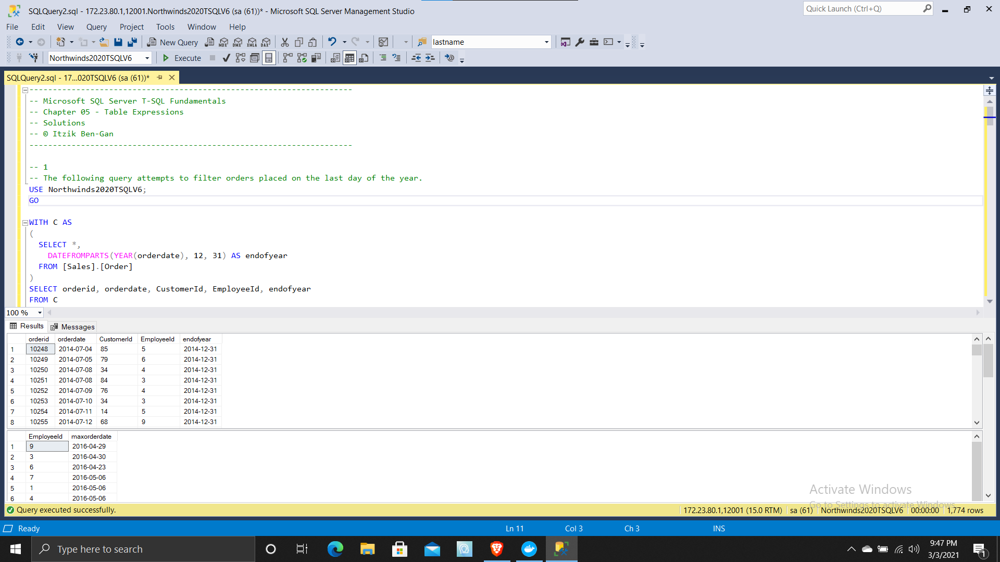 SQLQuery2.sql - 172.23.80.1,12001.Northwinds2020TSQLV6 (sa (61))* - Microsoft SQL Server Management Studio
Quick Launch (Ctrl+Q)
File Edit View Query Project Tools Window Help
New Query MDX DMX XMLA DAX lastname
Northwinds2020TSQLV6 Execute
SQLQuery2.sql - 17...020TSQLV6 (sa (61))*
---------------------------------------------------------------------
-- Microsoft SQL Server T-SQL Fundamentals
-- Chapter 05 - Table Expressions
-- Solutions
-- © Itzik Ben-Gan
---------------------------------------------------------------------
-- 1
-- The following query attempts to filter orders placed on the last day of the year.
USE Northwinds2020TSQLV6;
GO
WITH C AS
(
SELECT *,
DATEFROMPARTS(YEAR(orderdate), 12, 31) AS endofyear
FROM [Sales].[Order]
)
SELECT orderid, orderdate, CustomerId, EmployeeId, endofyear
FROM C
100 %
Results Messages
orderid orderdate CustomerId EmployeeId endofyear
1 10248 2014-07-04 85 5 2014-12-31
2 10249 2014-07-05 79 6 2014-12-31
3 10250 2014-07-08 34 4 2014-12-31
4 10251 2014-07-08 84 3 2014-12-31
5 10252 2014-07-09 76 4 2014-12-31
6 10253 2014-07-10 34 3 2014-12-31
7 10254 2014-07-11 14 5 2014-12-31
8 10255 2014-07-12 68 9 2014-12-31
EmployeeId maxorderdate
1 9 2016-04-29
2 3 2016-04-30
3 6 2016-04-23
4 7 2016-05-06
5 1 2016-05-06
6 4 2016-05-06
Activate Windows
Go to Settings to activate Windows.
Query executed successfully. 172.23.80.1,12001 (15.0 RTM) sa (61) Northwinds2020TSQLV6 00:00:00 1,774 rows
Ready Ln 11 Col 3 Ch 3 INS
Type here to search
9:47 PM
3/3/2021
1